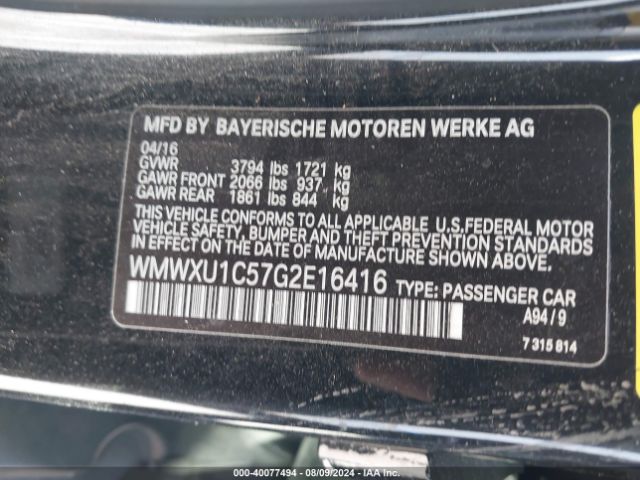 MFD BY BAYERISCHE MOTOREN WERKE AG
04/16
GVWR 3794 lbs 1721 kg
GAWR FRONT 2066 lbs 937 kg
GAWR REAR 1861 lbs 844 kg
THIS VEHICLE CONFORMS TO ALL APPLICABLE U.S.FEDERAL MOTOR
VEHICLE SAFETY, BUMPER AND THEFT PREVENTION STANDARDS
IN EFFECT ON THE DATE OF MANUFACTURE SHOWN ABOVE.
WMWXU1C57G2E16416 TYPE: PASSENGER CAR
A94/9
7 315 814
000-40077494 - 08/09/2024 - IAA Inc.